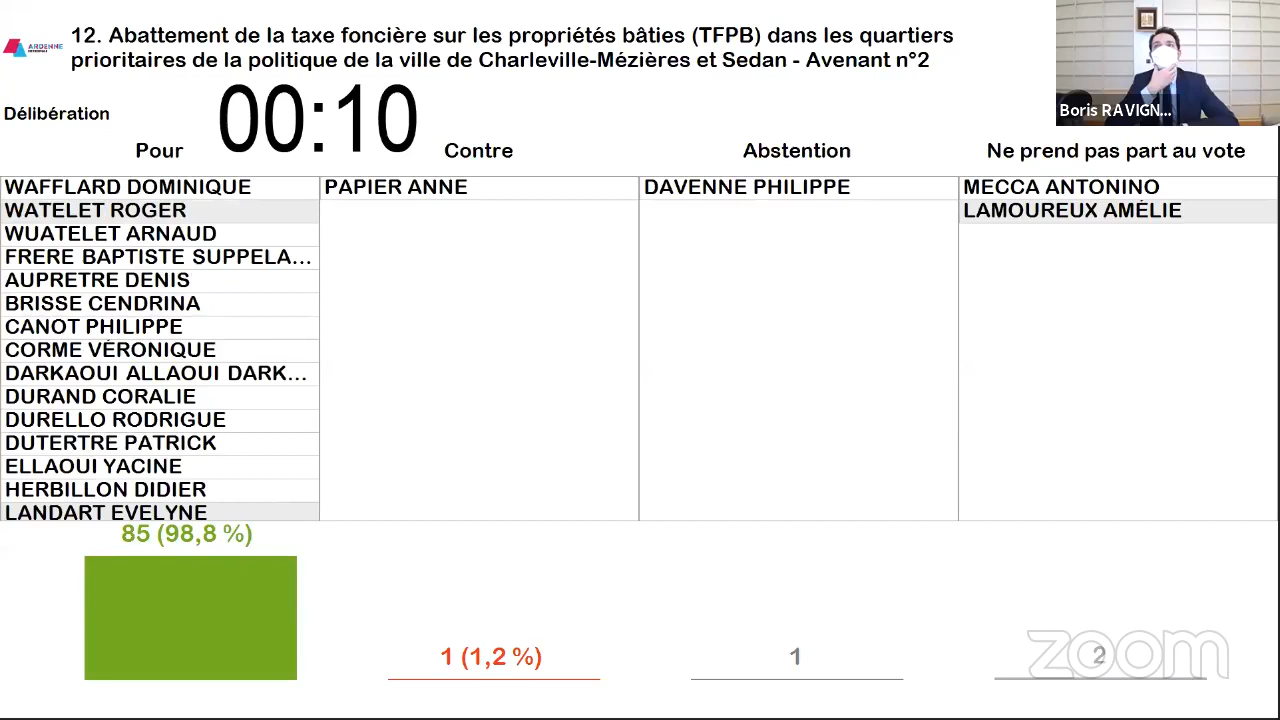 12. Abattement de la taxe foncière sur les propriétés bâties (TFPB) dans les quartiers
prioritaires de la politique de la ville de Charleville-Mézières et Sedan - Avenant n°2
ARDENNE
Boris RAVIGN...
Délibération
00:10
Pour
Contre
Abstention
Ne prend pas part au vote
WAFFLARD DOMINIQUE
PAPIER ANNE
DAVENNE PHILIPPE
MECCA ANTONINO
WATELET ROGER
LAMOUREUX AMÉLIE
WUATELET ARNAUD
FRERE BAPTISTE SUPPELA...
AUPRETRE DENIS
BRISSE CENDRINA
CANOT PHILIPPE
CORME VÉRONIQUE
DARKAOUI ALLAOUI DARK...
DURAND CORALIE
DURELLO RODRIGUE
DUTERTRE PATRICK
ELLAOUI YACINE
HERBILLON DIDIER
LANDART EVELYNE
85 (98,8 %)
1 (1,2 %)
1
2
zoom